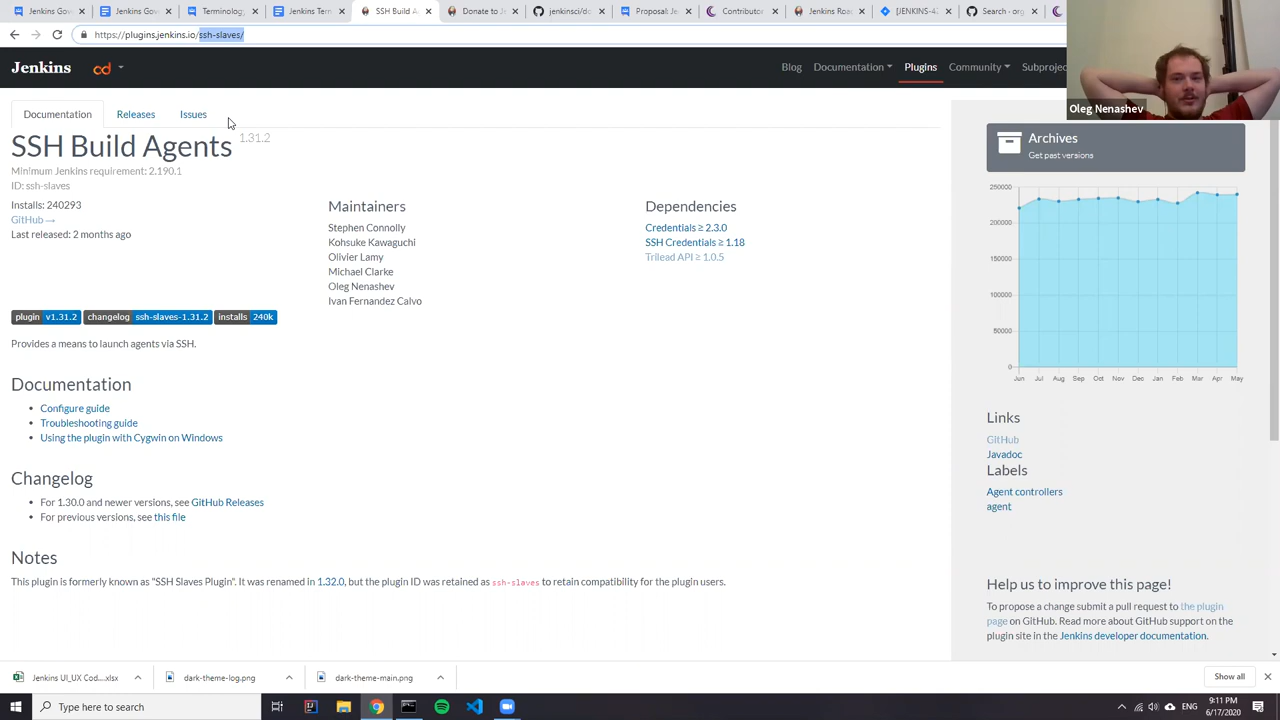 Jenkins Gov
Jenkins Gov
Terminolog
Jenkins Terr
SSH Build A
Donate to J
jenkinsci/do
Proposal: Je
Contributor
Jenkins Roa
[JENKINS-4
Search · org
https://plugins.jenkins.io/ssh-slaves/
Jenkins
cd
Blog
Documentation
Plugins
Community
Subproje
Oleg Nenashev
Documentation
Releases
Issues
SSH Build Agents 1.31.2
Minimum Jenkins requirement: 2.190.1
ID: ssh-slaves
Installs: 240293
GitHub →
Last released: 2 months ago
Maintainers
Stephen Connolly
Kohsuke Kawaguchi
Olivier Lamy
Michael Clarke
Oleg Nenashev
Ivan Fernandez Calvo
Dependencies
Credentials ≥ 2.3.0
SSH Credentials ≥ 1.18
Trilead API ≥ 1.0.5
plugin v1.31.2
changelog ssh-slaves-1.31.2
installs 240k
Provides a means to launch agents via SSH.
Documentation
• Configure guide
• Troubleshooting guide
• Using the plugin with Cygwin on Windows
Changelog
• For 1.30.0 and newer versions, see GitHub Releases
• For previous versions, see this file
Notes
This plugin is formerly known as "SSH Slaves Plugin". It was renamed in 1.32.0, but the plugin ID was retained as ssh-slaves to retain compatibility for the plugin users.
Archives
Get past versions
250000
200000
150000
100000
50000
0
Jun Jul Aug Sep Oct Nov Dec Jan Feb Mar Apr May
Links
GitHub
Javadoc
Labels
Agent controllers
agent
Help us to improve this page!
To propose a change submit a pull request to the plugin
page on GitHub. Read more about GitHub support on the
plugin site in the Jenkins developer documentation.
Jenkins UI_UX Cod....xlsx
dark-theme-log.png
dark-theme-main.png
Show all
Type here to search
ENG
9:11 PM
6/17/2020